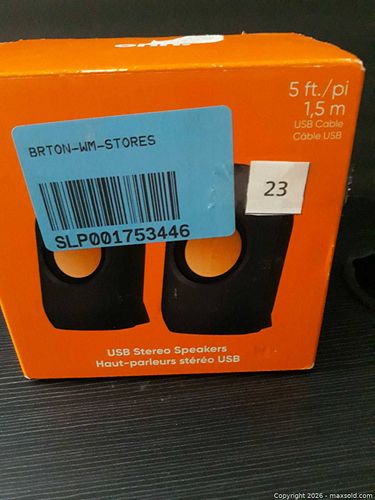 5 ft./pi
1,5 m
USB Cable
Câble USB
BRTON-WM-STORES
23
SLP001753446
USB Stereo Speakers
Haut-parleurs stéréo USB
Copyright 2026 - maxsold.com